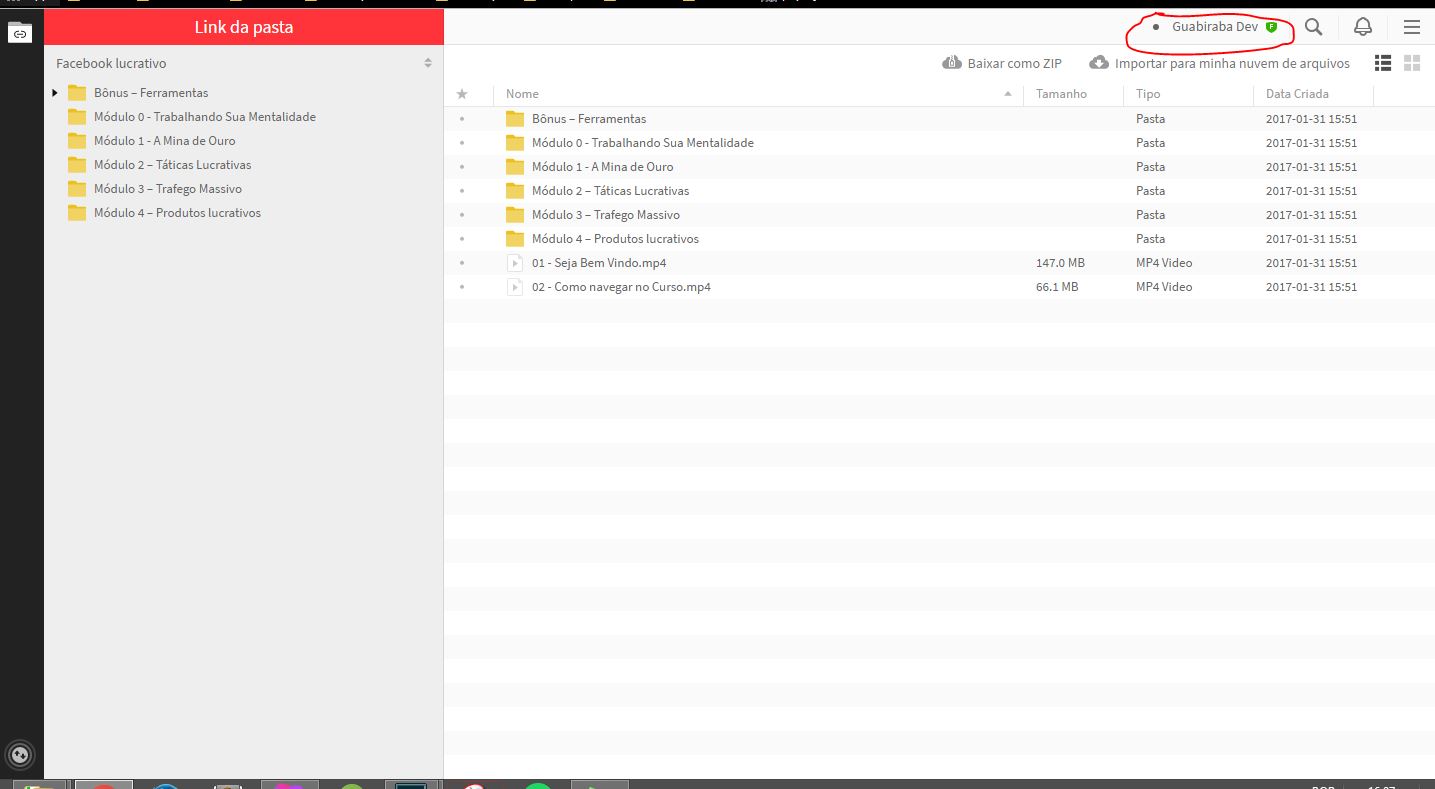 Link da pasta
Guabiraba Dev
Facebook lucrativo
Baixar como ZIP
Importar para minha nuvem de arquivos
Bônus – Ferramentas
Módulo 0 - Trabalhando Sua Mentalidade
Módulo 1 - A Mina de Ouro
Módulo 2 – Táticas Lucrativas
Módulo 3 – Trafego Massivo
Módulo 4 – Produtos lucrativos
Nome Tamanho Tipo Data Criada
Bônus – Ferramentas Pasta 2017-01-31 15:51
Módulo 0 - Trabalhando Sua Mentalidade Pasta 2017-01-31 15:51
Módulo 1 - A Mina de Ouro Pasta 2017-01-31 15:51
Módulo 2 – Táticas Lucrativas Pasta 2017-01-31 15:51
Módulo 3 – Trafego Massivo Pasta 2017-01-31 15:51
Módulo 4 – Produtos lucrativos Pasta 2017-01-31 15:51
01 - Seja Bem Vindo.mp4 147.0 MB MP4 Video 2017-01-31 15:51
02 - Como navegar no Curso.mp4 66.1 MB MP4 Video 2017-01-31 15:51